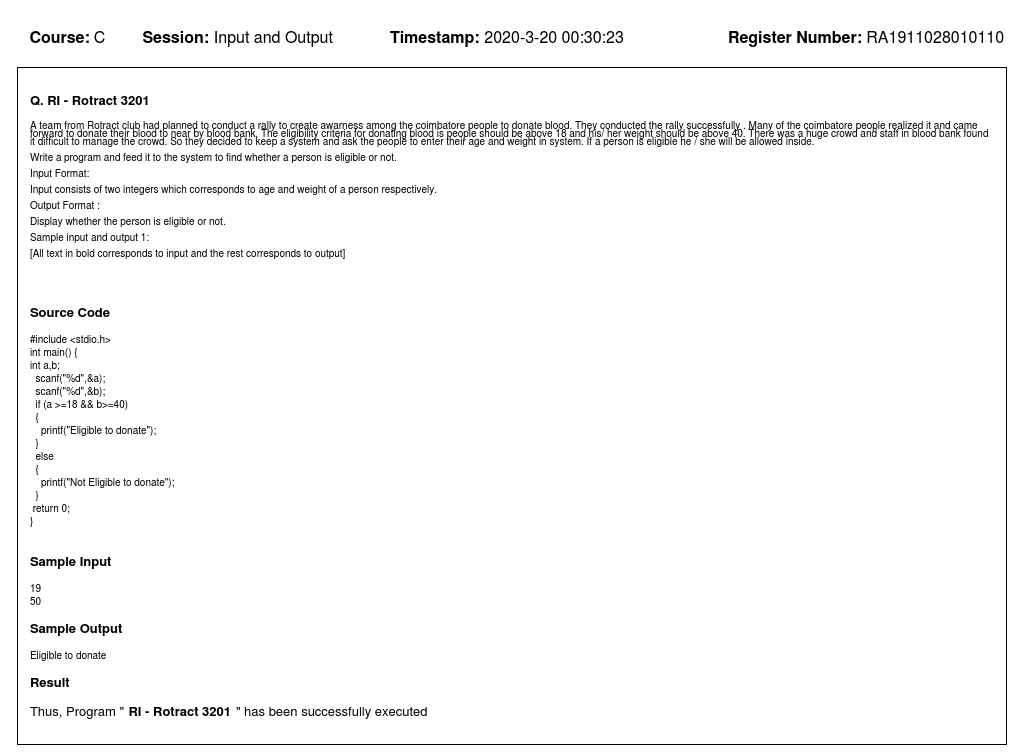 Course: C Session: Input and Output Timestamp: 2020-3-20 00:30:23 Register Number: RA1911028010110
Q. RI - Rotract 3201
A team from Rotract club had planned to conduct a rally to create awarness among the coimbatore people to donate blood. They conducted the rally successfully . Many of the coimbatore people realized it and came
forward to donate their blood to near by blood bank. The eligibility criteria for donating blood is people should be above 18 and his/ her weight should be above 40. There was a huge crowd and staff in blood bank found
it difficult to manage the crowd. So they decided to keep a system and ask the people to enter their age and weight in system. If a person is eligible he / she will be allowed inside.
Write a program and feed it to the system to find whether a person is eligible or not.
Input Format:
Input consists of two integers which corresponds to age and weight of a person respectively.
Output Format :
Display whether the person is eligible or not.
Sample input and output 1:
[All text in bold corresponds to input and the rest corresponds to output]
Source Code
#include <stdio.h>
int main() {
int a,b;
scanf("%d",&a);
scanf("%d",&b);
if (a >=18 && b>=40)
{
printf("Eligible to donate");
}
else
{
printf("Not Eligible to donate");
}
return 0;
}
Sample Input
19
50
Sample Output
Eligible to donate
Result
Thus, Program " RI - Rotract 3201 " has been successfully executed